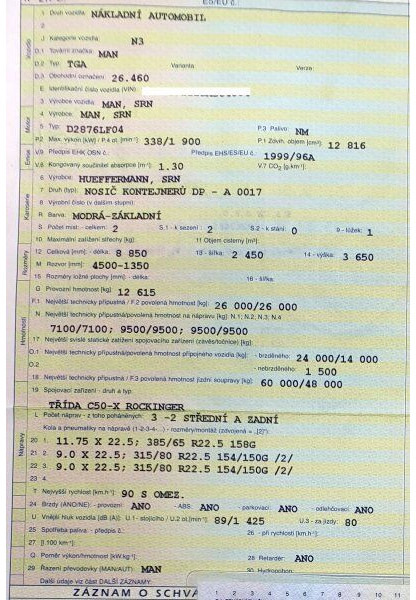 ES/EU č.:
1 Druh vozidla: NÁKLADNÍ AUTOMOBIL
2
J Kategorie vozidla: N3
D.1 Tovární značka: MAN
D.2 Typ: TGA Varianta: Verze:
D.3 Obchodní označení: 26.460
E Identifikační číslo vozidla (VIN):
3 Výrobce vozidla: MAN, SRN
4 Výrobce motoru: MAN, SRN
5 Typ: D2876LF04 P.3 Palivo: NM
P.2 Max. výkon [kW] / P.4 ot. [min⁻¹]: 338/1 900 P.1 Zdvih. objem [cm³]: 12 816
V.9 Předpis EHK OSN č.: Předpis EHS/ES/EU č.: 1999/96A
V.6 Korigovaný součinitel absorpce [m⁻¹]: 1.30 V.7 CO₂ [g.km⁻¹]:
6 Výrobce: HUEFFERMANN, SRN
7 Druh (typ): NOSIČ KONTEJNERŮ DP - A 0017
8 Výrobní číslo (v dalším stupni):
R Barva: MODRÁ-ZÁKLADNÍ
S Počet míst - celkem: 2 S.1 - k sezení: 2 S.2 - k stání: 0 9 - lůžek: 1
10 Maximální zatížení střechy [kg]: 11 Objem cisterny [m³]:
12 Celková [mm] - délka: 8 850 13 - šířka: 2 450 14 - výška: 3 650
M Rozvor [mm]: 4500-1350
15 Rozměry ložné plochy [mm] - délka: 16 - šířka:
G Provozní hmotnost [kg]: 12 615
F.1 Největší technicky přípustná / F.2 povolená hmotnost [kg]: 26 000/26 000
N Největší technicky přípustná/povolená hmotnost na nápravu [kg]: N.1; N.2; N.3; N.4
7100/7100; 9500/9500; 9500/9500
17 Největší svislé statické zatížení spojovacího zařízení (závěs/točnice) [kg]:
O.1 Největší technicky přípustná/povolená hmotnost přípojného vozidla [kg]: - brzděného: 24 000/14 000
O.2 - nebrzděného: 1 500
18 Největší technicky přípustná / F.3 povolená hmotnost jízdní soupravy [kg]: 60 000/48 000
19 Spojovací zařízení - druh a typ:
TŘÍDA C50-X ROCKINGER
L Počet náprav - z toho poháněných: 3 -2 STŘEDNÍ A ZADNÍ
Kola a pneumatiky na nápravě (1-2-3-4...) - rozměry/montáž (zdvojená = „[2]"):
20 1. 11.75 X 22.5; 385/65 R22.5 158G
21 2. 9.0 X 22.5; 315/80 R22.5 154/150G /2/
22 3. 9.0 X 22.5; 315/80 R22.5 154/150G /2/
23 4.
T Nejvyšší rychlost [km.h⁻¹]: 90 S OMEZ.
24 Brzdy (ANO/NE): - provozní: ANO - ABS: ANO - parkovací: ANO - odlehčovací: ANO
U Vnější hluk vozidla [dB (A)]: U.1 - stojícího / U.2 ot. [min⁻¹]: 89/1 425 U.3 - za jízdy: 80
25 Spotřeba paliva: - předpis č.: 26 - při rychlosti [km.h⁻¹]:
27 [l.100 km⁻¹]:
Q Poměr výkon/hmotnost [kW.kg⁻¹]: 28 Retardér: ANO
29 Řazení převodovky (MAN/AUT): MAN 30 Hydropohon:
Další údaje viz část DALŠÍ ZÁZNAMY:
ZÁZNAM O SCHVÁ